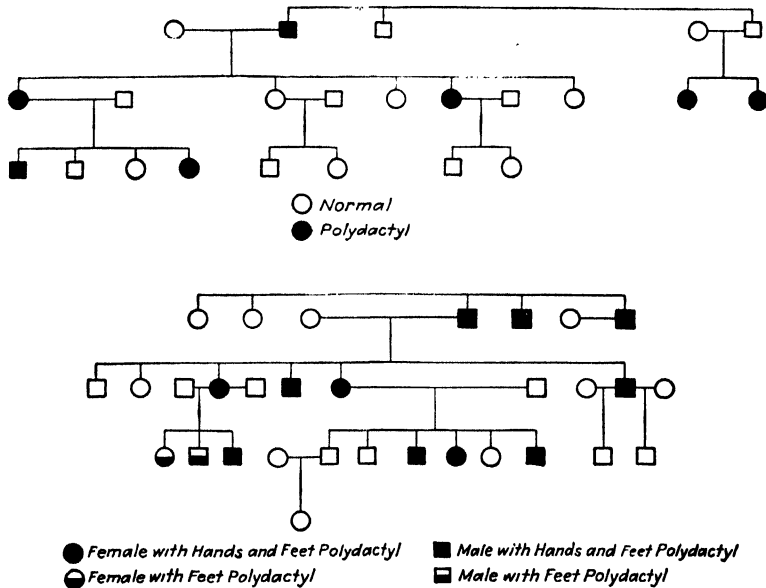 Normal
Polydactyl
Female with Hands and Feet Polydactyl
Male with Hands and Feet Polydactyl
Female with Feet Polydactyl
Male with Feet Polydactyl